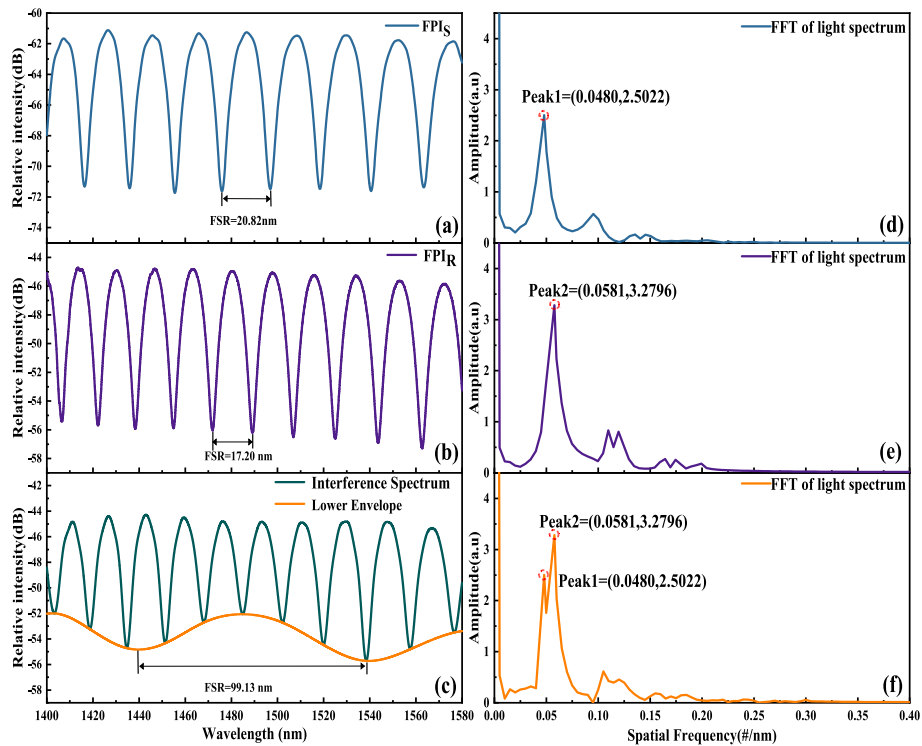 Relative intensity(dB)
-60
-62
-64
-66
-68
-70
-72
-74
FPIS
FSR=20.82nm
(a)
Amplitude(a,u)
4
3
2
1
0
FFT of light spectrum
Peak1=(0.0480,2.5022)
(d)
Relative intensity(dB)
-44
-46
-48
-50
-52
-54
-56
-58
FPIR
FSR=17.20 nm
(b)
Amplitude(a,u)
4
3
2
1
0
FFT of light spectrum
Peak2=(0.0581,3.2796)
(e)
Relative intensity(dB)
-42
-44
-46
-48
-50
-52
-54
-56
-58
Interference Spectrum
Lower Envelope
FSR=99.13 nm
(c)
1400 1420 1440 1460 1480 1500 1520 1540 1560 1580
Wavelength (nm)
Amplitude(a,u)
4
3
2
1
0
FFT of light spectrum
Peak2=(0.0581,3.2796)
Peak1=(0.0480,2.5022)
(f)
0.00 0.05 0.10 0.15 0.20 0.25 0.30 0.35 0.40
Spatial Frequency(#/nm)